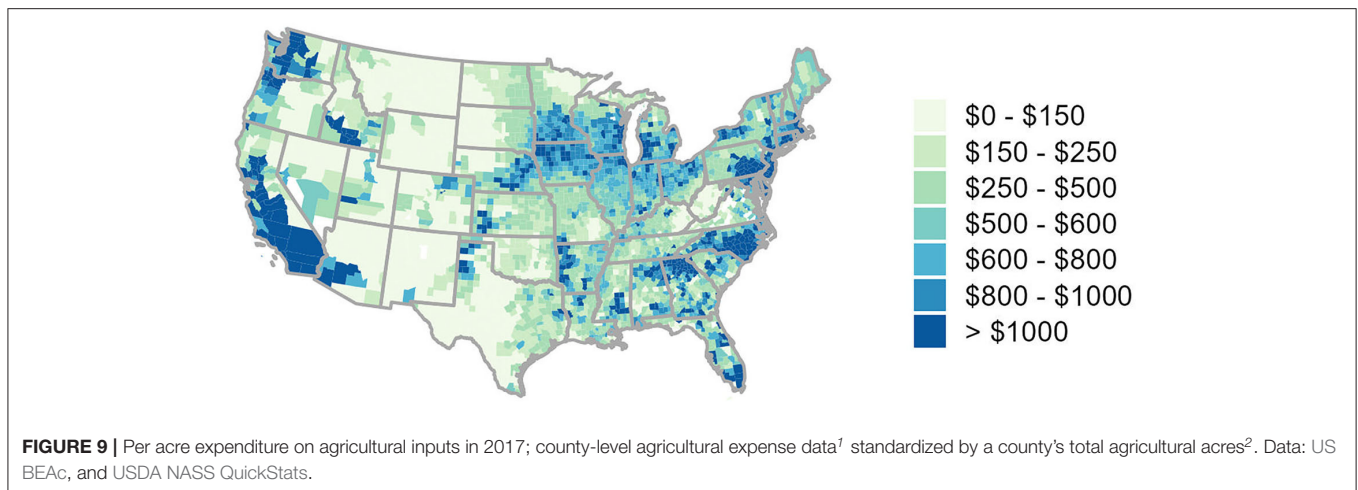 $0 - $150
$150 - $250
$250 - $500
$500 - $600
$600 - $800
$800 - $1000
> $1000
FIGURE 9 | Per acre expenditure on agricultural inputs in 2017; county-level agricultural expense data¹ standardized by a county's total agricultural acres². Data: US
BEAc, and USDA NASS QuickStats.